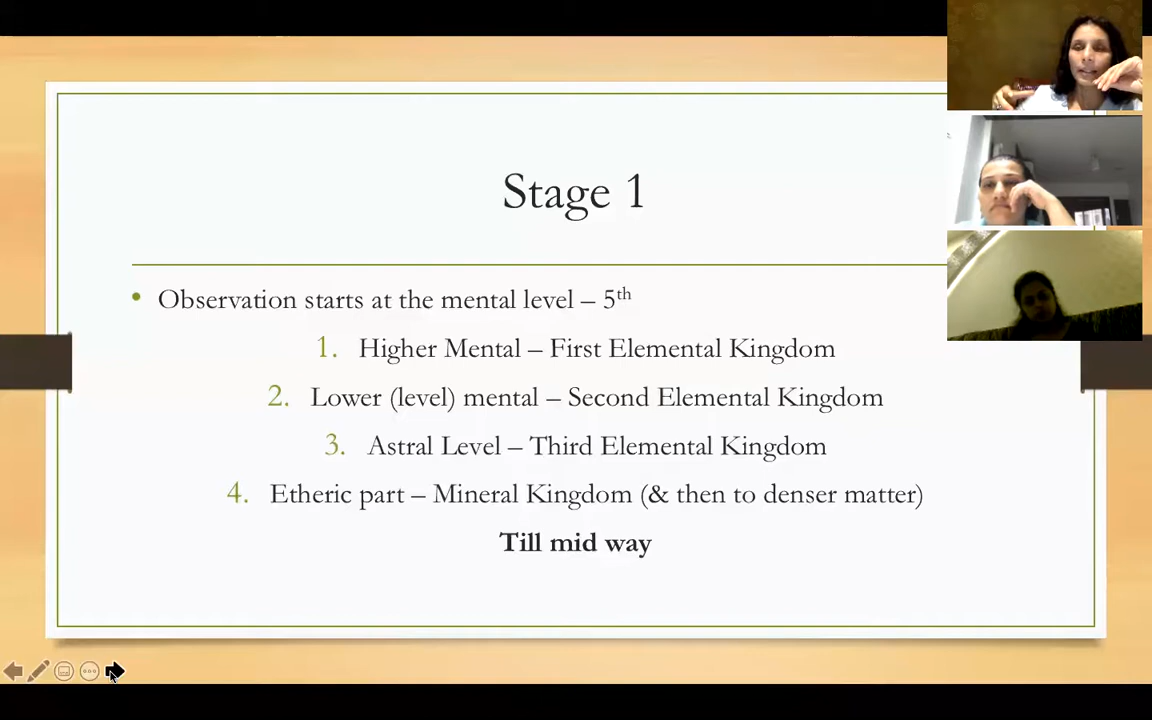 Stage 1
• Observation starts at the mental level – 5th
1. Higher Mental – First Elemental Kingdom
2. Lower (level) mental – Second Elemental Kingdom
3. Astral Level – Third Elemental Kingdom
4. Etheric part – Mineral Kingdom (& then to denser matter)
Till mid way